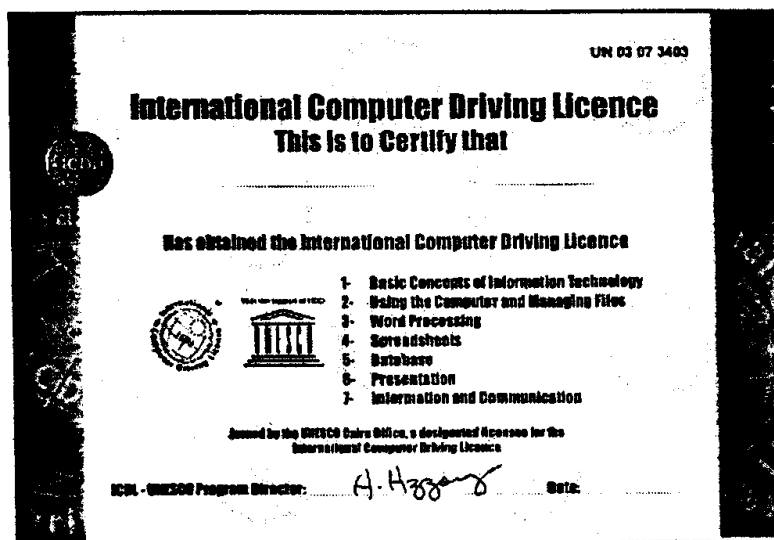 UN 03 07 3403
International Computer Driving Licence
This is to Certify that
Has obtained the International Computer Driving Licence
1- Basic Concepts of Information Technology
2- Using the Computer and Managing Files
3- Word Processing
4- Spreadsheets
5- Database
6- Presentation
7- Information and Communication
Issued by the UNESCO Cairo Office, a designated licensee for the
International Computer Driving Licence
ICDL - UNESCO Program Director: H. Hzzany Date: